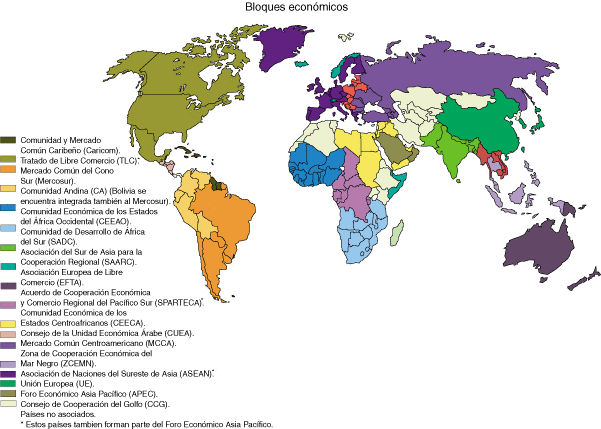 Bloques económicos
Comunidad y Mercado
Común Caribeño (Caricom).
Tratado de Libre Comercio (TLC)*.
Mercado Común del Cono
Sur (Mercosur).
Comunidad Andina (CA) (Bolivia se
encuentra integrada también al Mercosur).
Comunidad Económica de los Estados
del África Occidental (CEEAO).
Comunidad de Desarrollo de África
del Sur (SADC).
Asociación del Sur de Asia para la
Cooperación Regional (SAARC).
Asociación Europea de Libre
Comercio (EFTA).
Acuerdo de Cooperación Económica
y Comercio Regional del Pacífico Sur (SPARTECA)*.
Comunidad Económica de los
Estados Centroafricanos (CEECA).
Consejo de la Unidad Económica Árabe (CUEA).
Mercado Común Centroamericano (MCCA).
Zona de Cooperación Económica del
Mar Negro (ZCEMN).
Asociación de Naciones del Sureste de Asia (ASEAN)*.
Unión Europea (UE).
Foro Económico Asia Pacífico (APEC).
Consejo de Cooperación del Golfo (CCG).
Países no asociados.
* Estos países tambien forman parte del Foro Económico Asia Pacífico.